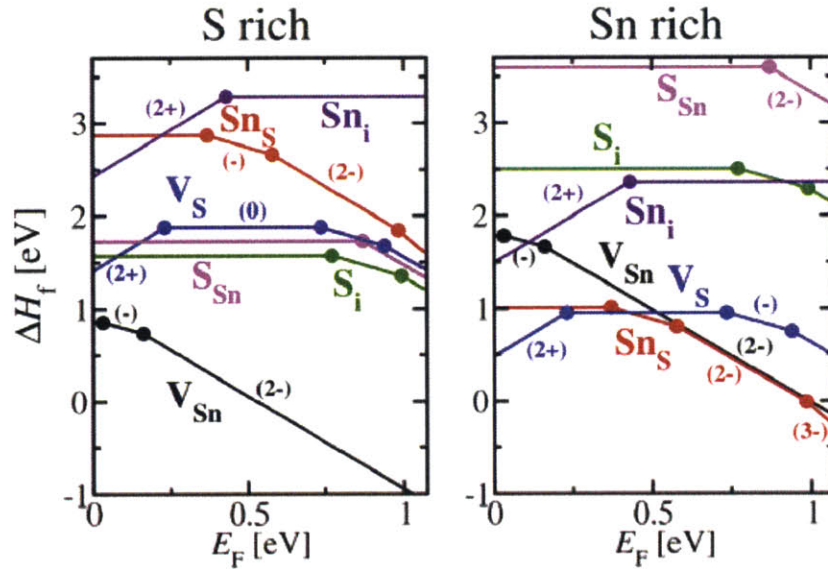 S rich
Sn rich
ΔH_f [eV]
3
2
1
0
-1
(2+)
Sn_S
Sn_i
(-)
(2-)
V_S
(0)
(2+)
S_Sn
S_i
(-)
V_Sn
(2-)
0
0.5
1
E_F [eV]
3
2
1
0
-1
S_Sn
(2-)
S_i
(2+)
Sn_i
(-)
V_Sn
V_S
(-)
(2+)
Sn_S
(2-)
(2-)
(3-)
0
0.5
1
E_F [eV]